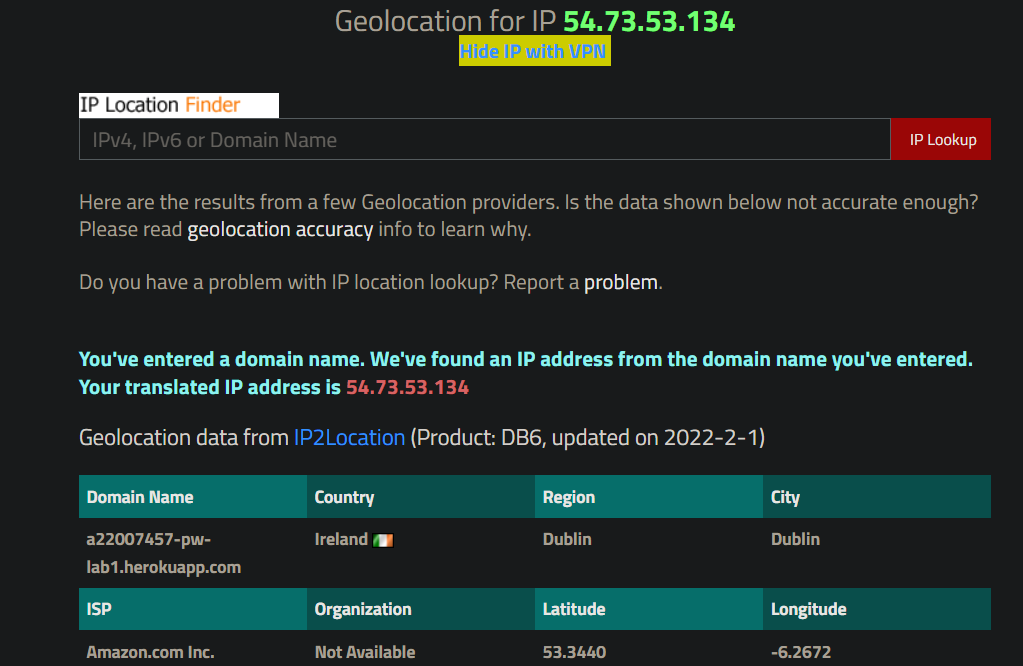 Geolocation for IP 54.73.53.134
Hide IP with VPN
IP Location Finder
IPv4, IPv6 or Domain Name
IP Lookup
Here are the results from a few Geolocation providers. Is the data shown below not accurate enough?
Please read geolocation accuracy info to learn why.
Do you have a problem with IP location lookup? Report a problem.
You've entered a domain name. We've found an IP address from the domain name you've entered.
Your translated IP address is 54.73.53.134
Geolocation data from IP2Location (Product: DB6, updated on 2022-2-1)
Domain Name Country Region City
a22007457-pw- Ireland Dublin Dublin
lab1.herokuapp.com
ISP Organization Latitude Longitude
Amazon.com Inc. Not Available 53.3440 -6.2672